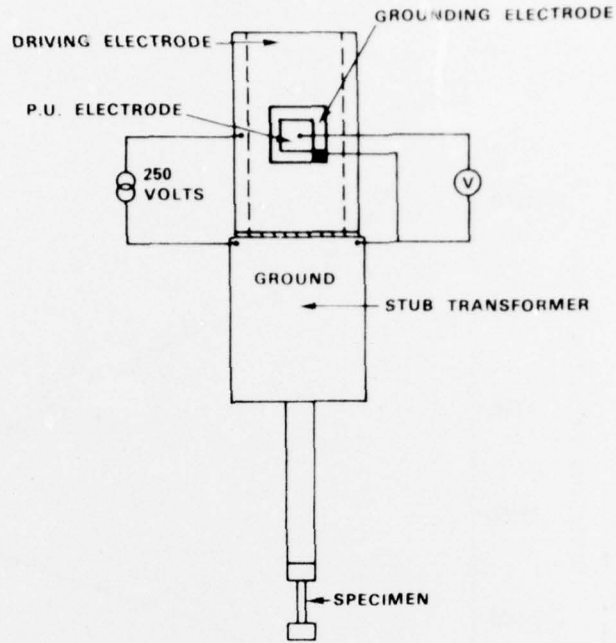 GROUNDING ELECTRODE
DRIVING ELECTRODE
P.U. ELECTRODE
250
VOLTS
V
GROUND
STUB TRANSFORMER
SPECIMEN